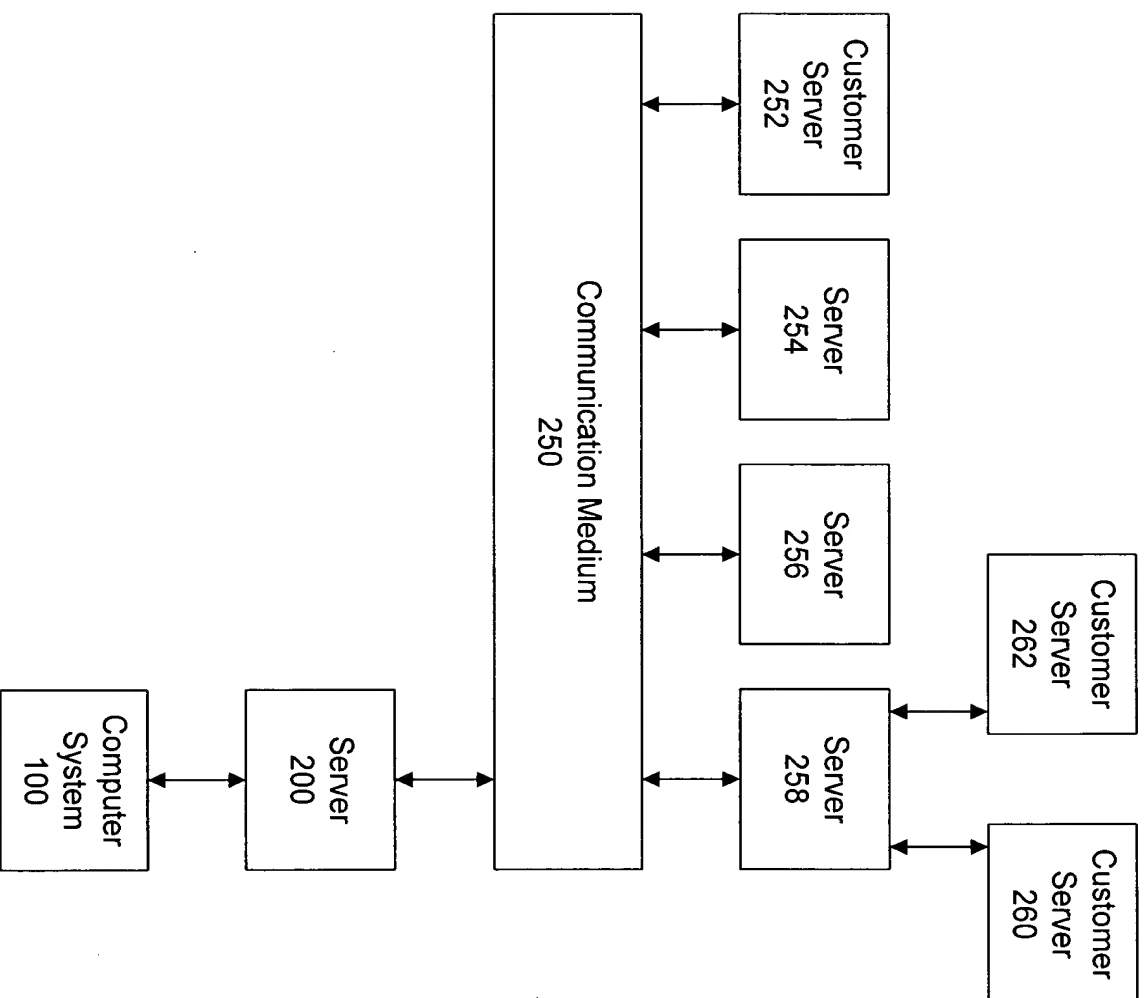 Customer
Server
252
Server
254
Server
256
Customer
Server
262
Server
258
Customer
Server
260
Communication Medium
250
Server
200
Computer
System
100